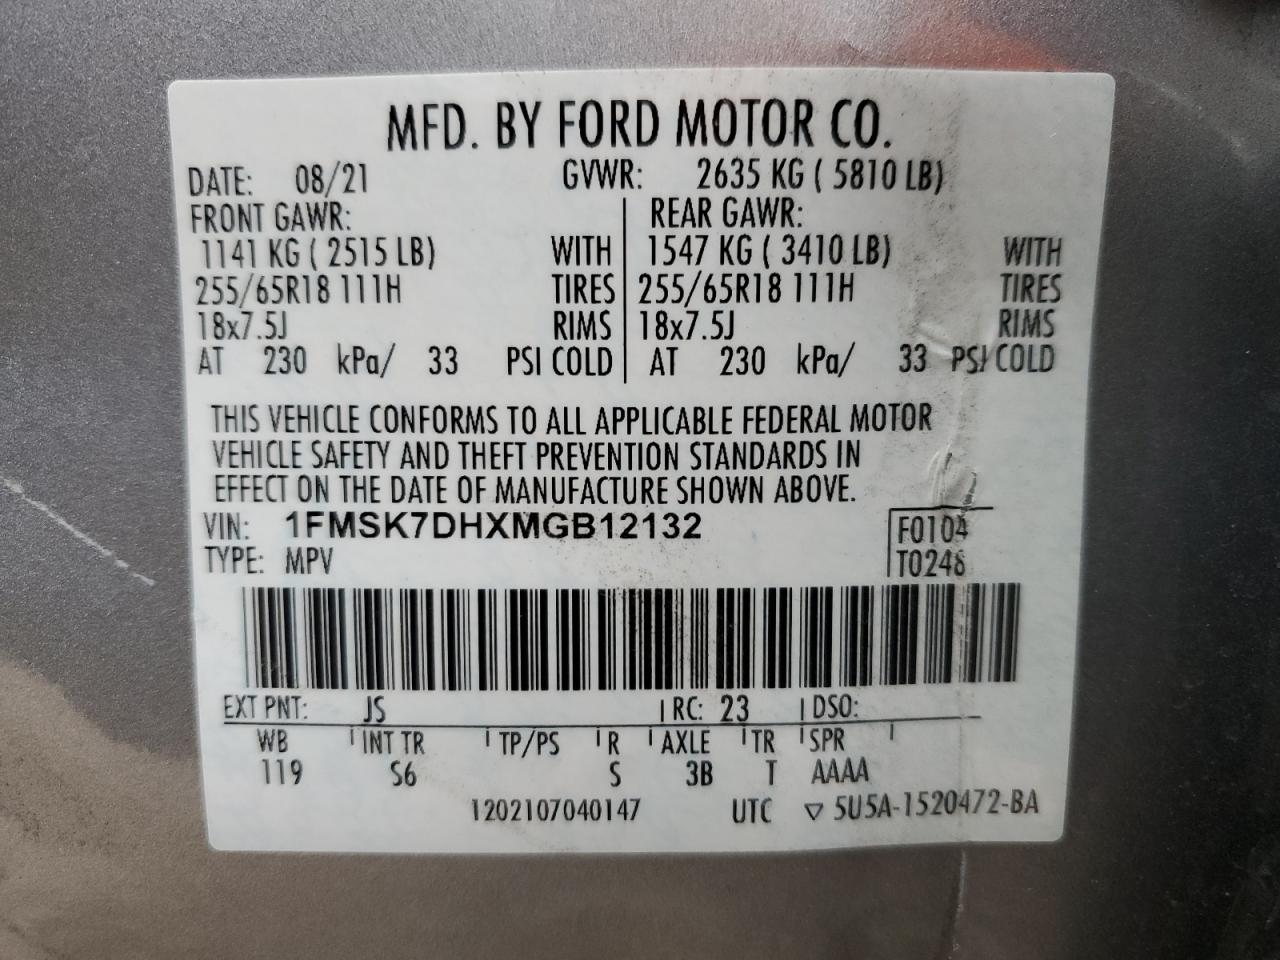 MFD. BY FORD MOTOR CO.
DATE: 08/21 GVWR: 2635 KG ( 5810 LB)
FRONT GAWR: REAR GAWR:
1141 KG ( 2515 LB) WITH 1547 KG ( 3410 LB) WITH
255/65R18 111H TIRES 255/65R18 111H TIRES
18x7.5J RIMS 18x7.5J RIMS
AT 230 kPa/ 33 PSI COLD AT 230 kPa/ 33 PSI COLD
THIS VEHICLE CONFORMS TO ALL APPLICABLE FEDERAL MOTOR
VEHICLE SAFETY AND THEFT PREVENTION STANDARDS IN
EFFECT ON THE DATE OF MANUFACTURE SHOWN ABOVE.
VIN: 1FMSK7DHXMGB12132 F0104
TYPE: MPV T0246
EXT PNT: JS RC: 23 DSO:
WB INT TR TP/PS R AXLE TR SPR
119 S6 S 3B T AAAA
1202107040147 UTC ▽ 5U5A-1520472-BA